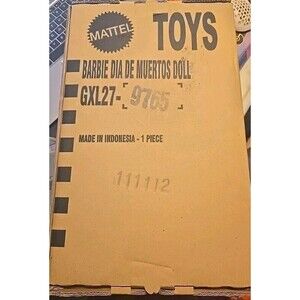 MATTEL
TOYS
BARBIE DIA DE MUERTOS DOLL
GXL27-9765
MADE IN INDONESIA - 1 PIECE
111112